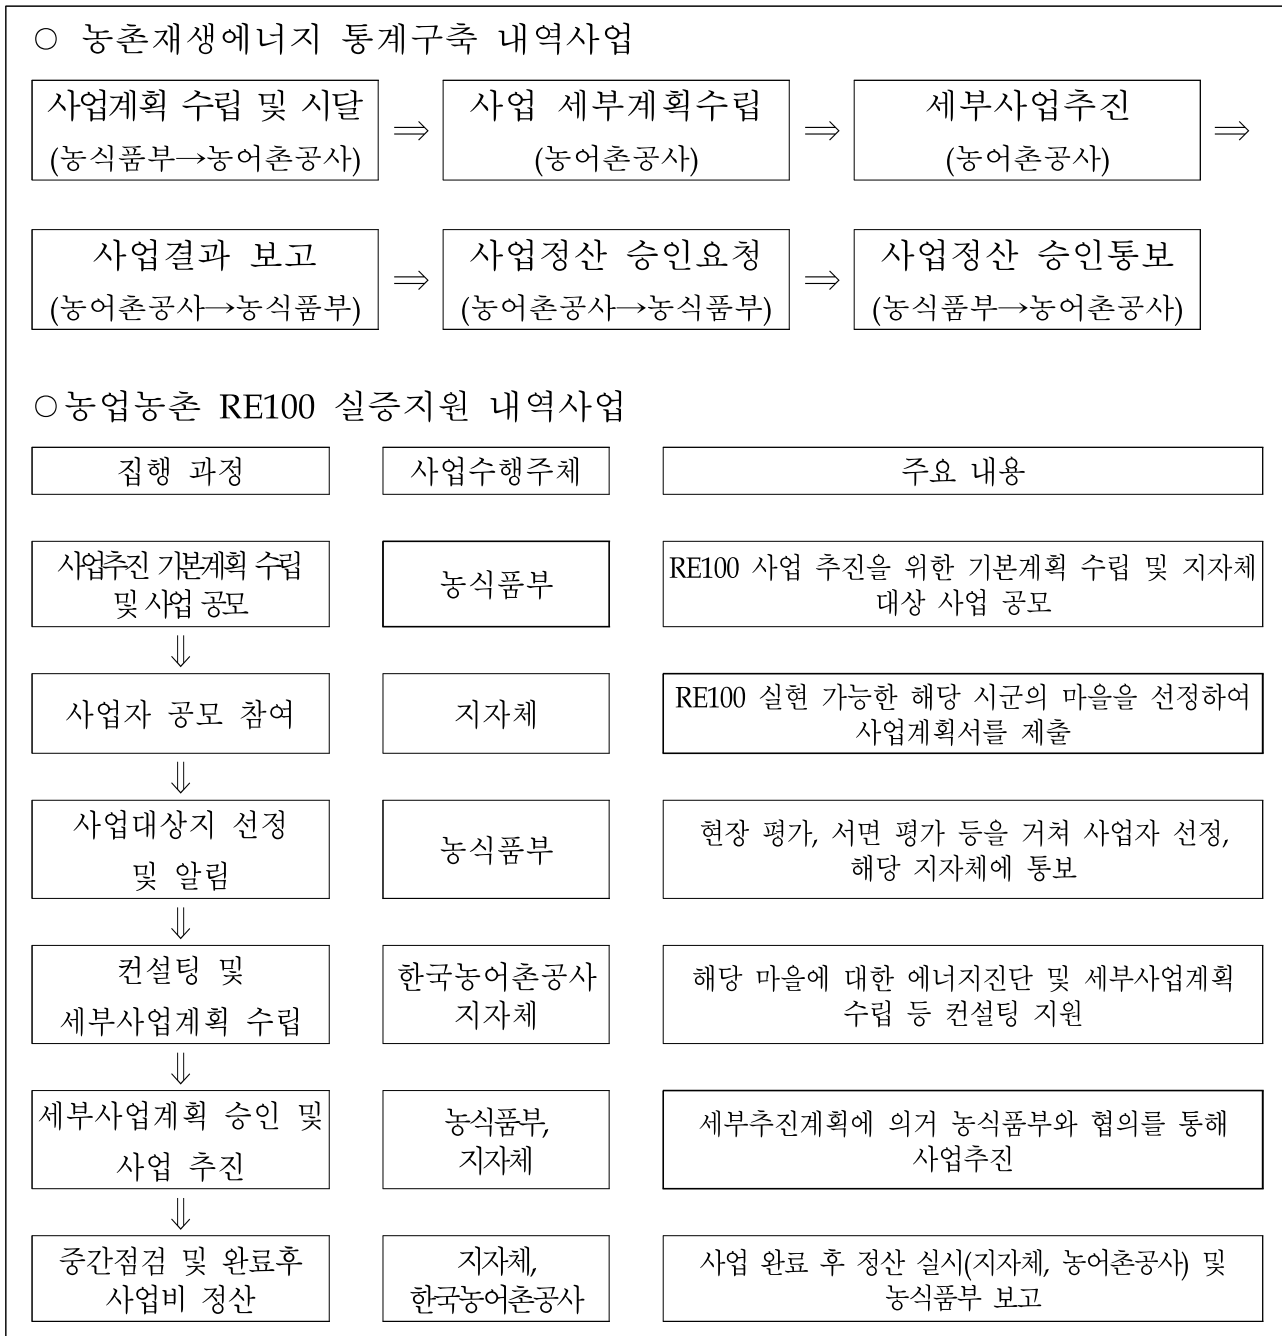 ○ 농촌재생에너지 통계구축 내역사업
사업계획 수립 및 시달 ⇒ 사업 세부계획수립 ⇒ 세부사업추진 ⇒
(농식품부→농어촌공사) (농어촌공사) (농어촌공사)
사업결과 보고 ⇒ 사업정산 승인요청 ⇒ 사업정산 승인통보
(농어촌공사→농식품부) (농어촌공사→농식품부) (농식품부→농어촌공사)
○농업농촌 RE100 실증지원 내역사업
집행 과정 사업수행주체 주요 내용
사업추진 기본계획 수립
및 사업 공모
농식품부
RE100 사업 추진을 위한 기본계획 수립 및 지자체
대상 사업 공모
⇓
사업자 공모 참여
지자체
RE100 실현 가능한 해당 시군의 마을을 선정하여
사업계획서를 제출
⇓
사업대상지 선정
및 알림
농식품부
현장 평가, 서면 평가 등을 거쳐 사업자 선정,
해당 지자체에 통보
⇓
컨설팅 및
세부사업계획 수립
한국농어촌공사
지자체
해당 마을에 대한 에너지진단 및 세부사업계획
수립 등 컨설팅 지원
⇓
세부사업계획 승인 및
사업 추진
농식품부,
지자체
세부추진계획에 의거 농식품부와 협의를 통해
사업추진
⇓
중간점검 및 완료후
사업비 정산
지자체,
한국농어촌공사
사업 완료 후 정산 실시(지자체, 농어촌공사) 및
농식품부 보고